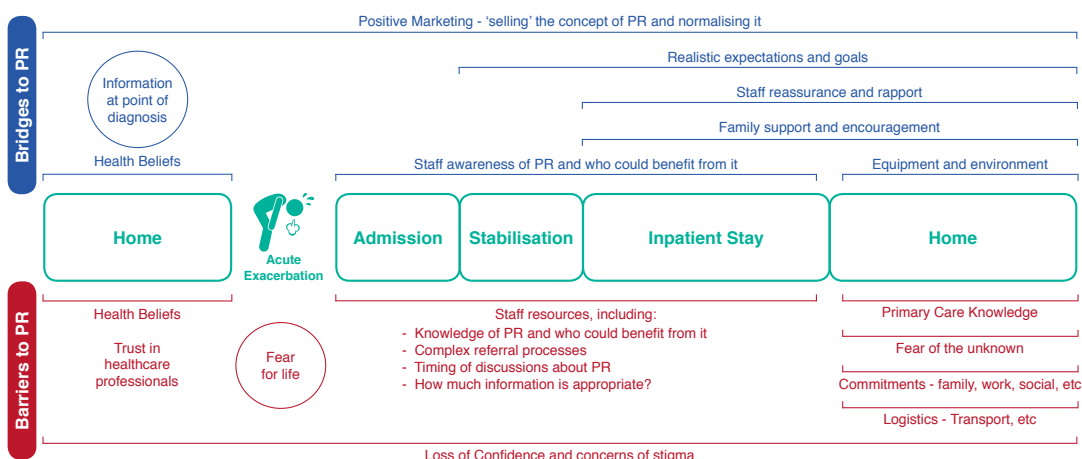 Bridges to PR
Positive Marketing - ‘selling’ the concept of PR and normalising it
Realistic expectations and goals
Information
at point of
diagnosis
Staff reassurance and rapport
Family support and encouragement
Health Beliefs
Staff awareness of PR and who could benefit from it
Equipment and environment
Home
Acute
Exacerbation
Admission
Stabilisation
Inpatient Stay
Home
Barriers to PR
Health Beliefs
Trust in
healthcare
professionals
Fear
for life
Staff resources, including:
- Knowledge of PR and who could benefit from it
- Complex referral processes
- Timing of discussions about PR
- How much information is appropriate?
Primary Care Knowledge
Fear of the unknown
Commitments - family, work, social, etc
Logistics - Transport, etc
Loss of Confidence and concerns of stigma